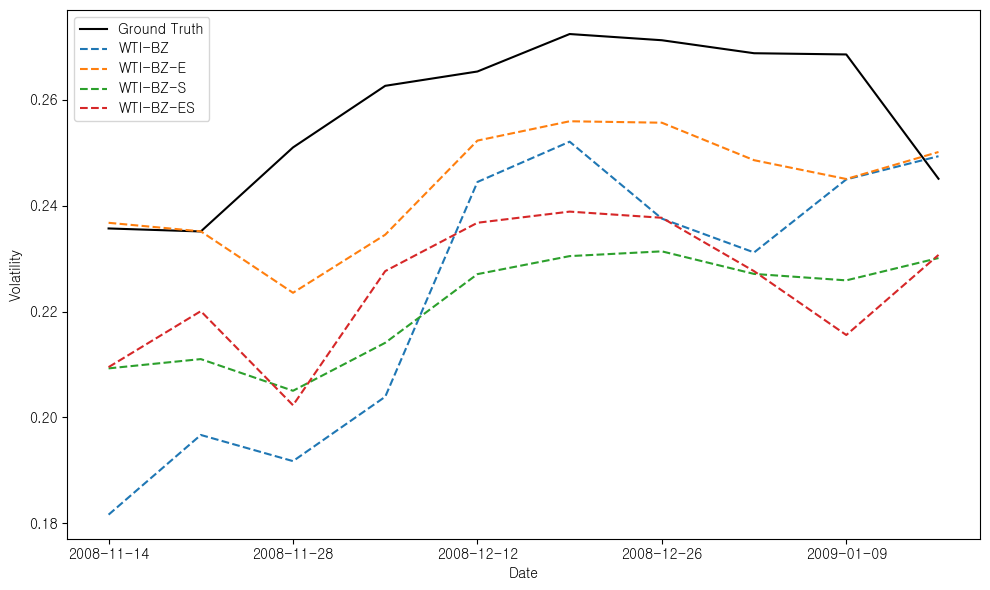 Ground Truth
WTI-BZ
WTI-BZ-E
WTI-BZ-S
WTI-BZ-ES
Volatility
0.26
0.24
0.22
0.20
0.18
2008-11-14
2008-11-28
2008-12-12
2008-12-26
2009-01-09
Date